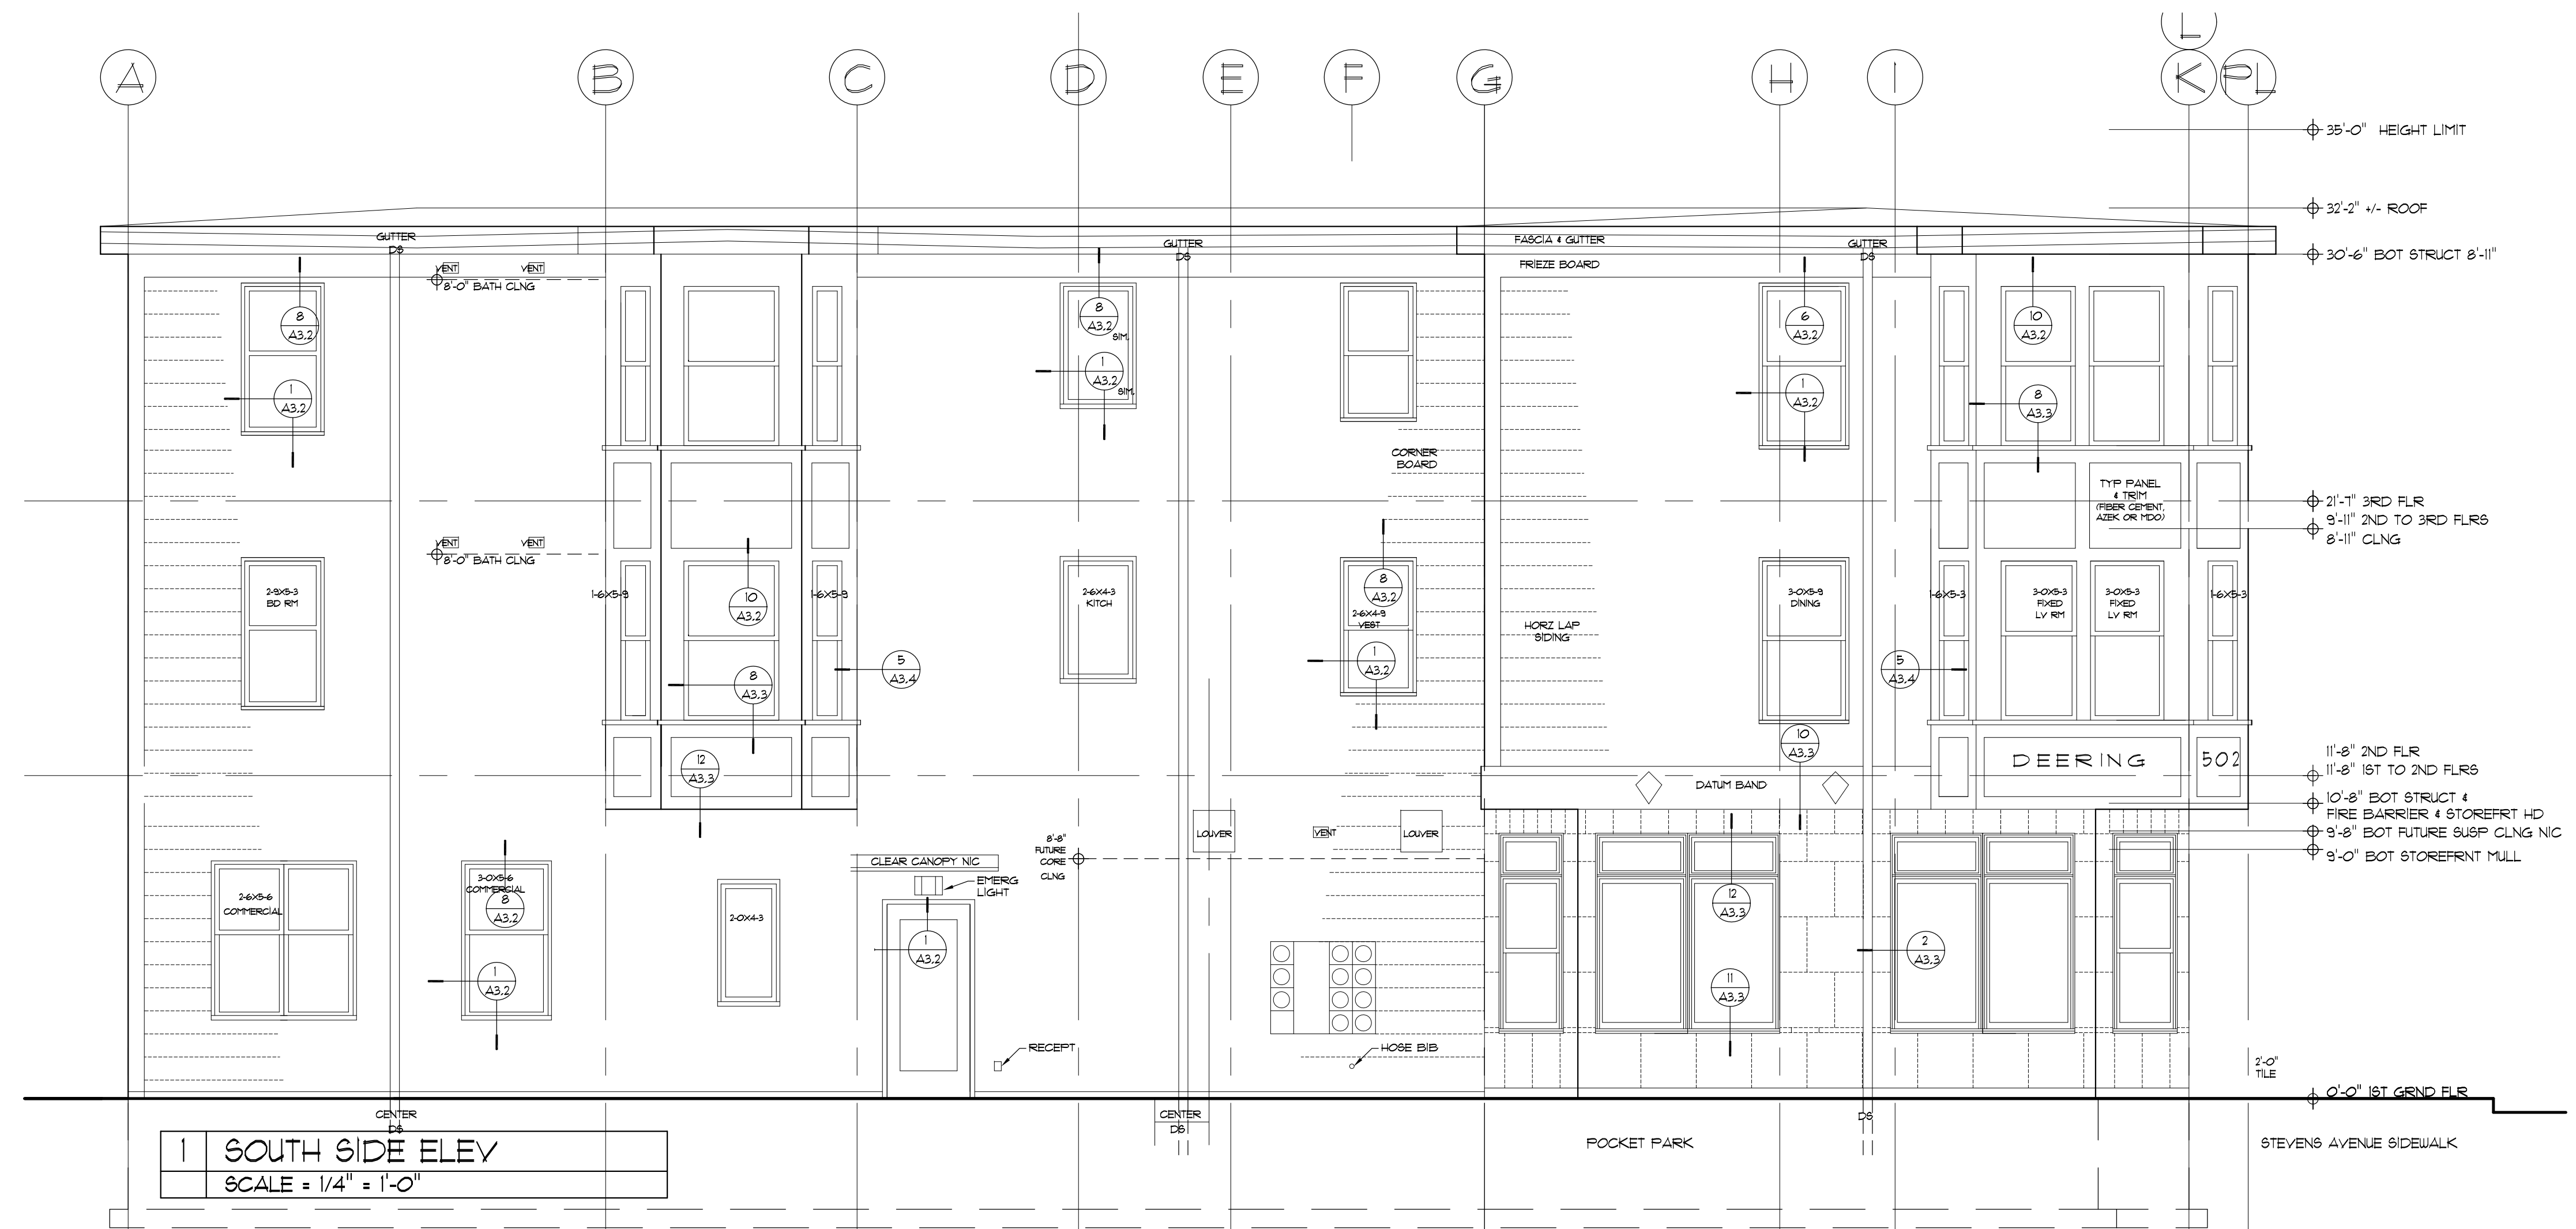 L
A B C D E F G H I K PL
35'-0" HEIGHT LIMIT
32'-2" +/- ROOF
GUTTER
DS
GUTTER
DS
FASCIA & GUTTER
GUTTER
DS
FRIEZE BOARD
30'-6" BOT STRUCT 8'-11"
VENT
VENT
8'-0" BATH CLNG
8
A3.2
1
A3.2
8
A3.2
SIM.
1
A3.2
SIM.
6
A3.2
1
A3.2
10
A3.2
8
A3.3
CORNER
BOARD
TYP PANEL
& TRIM
(FIBER CEMENT,
AZEK OR MDO)
21'-7" 3RD FLR
9'-11" 2ND TO 3RD FLRS
8'-11" CLNG
VENT
VENT
8'-0" BATH CLNG
2-9X5-3
BD RM
1-6X5-9
10
A3.2
8
A3.3
1-6X5-9
5
A3.4
2-6X4-3
KITCH
8
A3.2
2-6X4-9
VEST
1
A3.2
HORZ LAP
SIDING
3-0X5-9
DINING
5
A3.4
1-6X5-3
3-0X5-3
FIXED
LV RM
3-0X5-3
FIXED
LV RM
1-6X5-3
12
A3.3
10
A3.3
DEERING
502
DATUM BAND
11'-8" 2ND FLR
11'-8" 1ST TO 2ND FLRS
10'-8" BOT STRUCT &
FIRE BARRIER & STOREFRT HD
9'-8" BOT FUTURE SUSP CLNG NIC
9'-0" BOT STOREFRNT MULL
LOUVER
VENT
LOUVER
8'-8"
FUTURE
CORE
CLNG
CLEAR CANOPY NIC
EMERG
LIGHT
2-6X5-6
COMMERCIAL
3-0X5-6
COMMERCIAL
8
A3.2
1
A3.2
2-0X4-3
1
A3.2
12
A3.3
11
A3.3
2
A3.3
RECEPT
HOSE BIB
2'-0"
TILE
0'-0" 1ST GRND FLR
CENTER
DS
CENTER
DS
DS
POCKET PARK
STEVENS AVENUE SIDEWALK
1 SOUTH SIDE ELEV
SCALE = 1/4" = 1'-0"